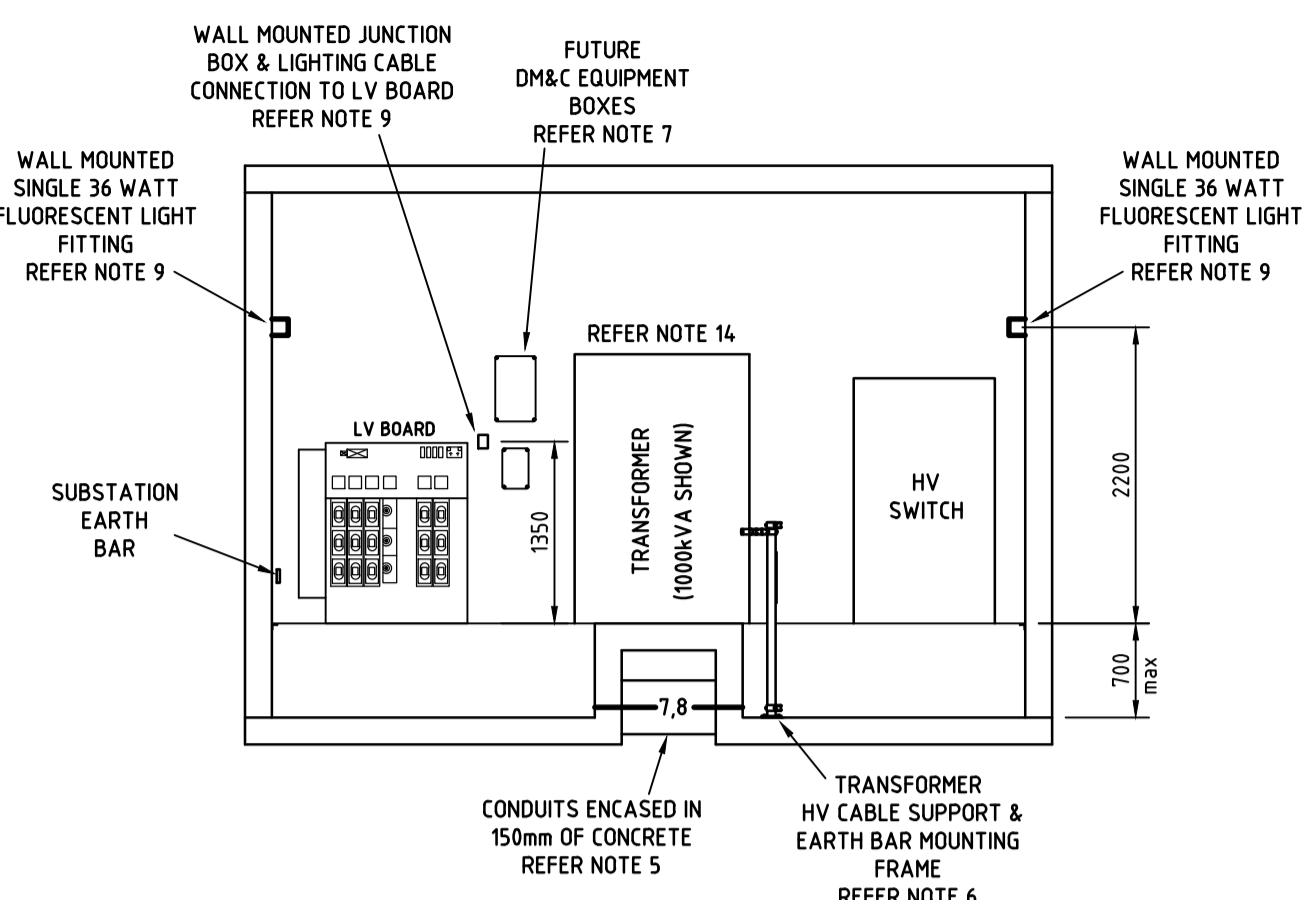 WALL MOUNTED JUNCTION
BOX & LIGHTING CABLE
CONNECTION TO LV BOARD
REFER NOTE 9
FUTURE
DM&C EQUIPMENT
BOXES
REFER NOTE 7
WALL MOUNTED
SINGLE 36 WATT
FLUORESCENT LIGHT
FITTING
REFER NOTE 9
WALL MOUNTED
SINGLE 36 WATT
FLUORESCENT LIGHT
FITTING
REFER NOTE 9
REFER NOTE 14
LV BOARD
TRANSFORMER
(1000kVA SHOWN)
HV
SWITCH
2200
SUBSTATION
EARTH
BAR
1350
700
max
7,8
CONDUITS ENCASED IN
150mm OF CONCRETE
REFER NOTE 5
TRANSFORMER
HV CABLE SUPPORT &
EARTH BAR MOUNTING
FRAME
REFER NOTE 6